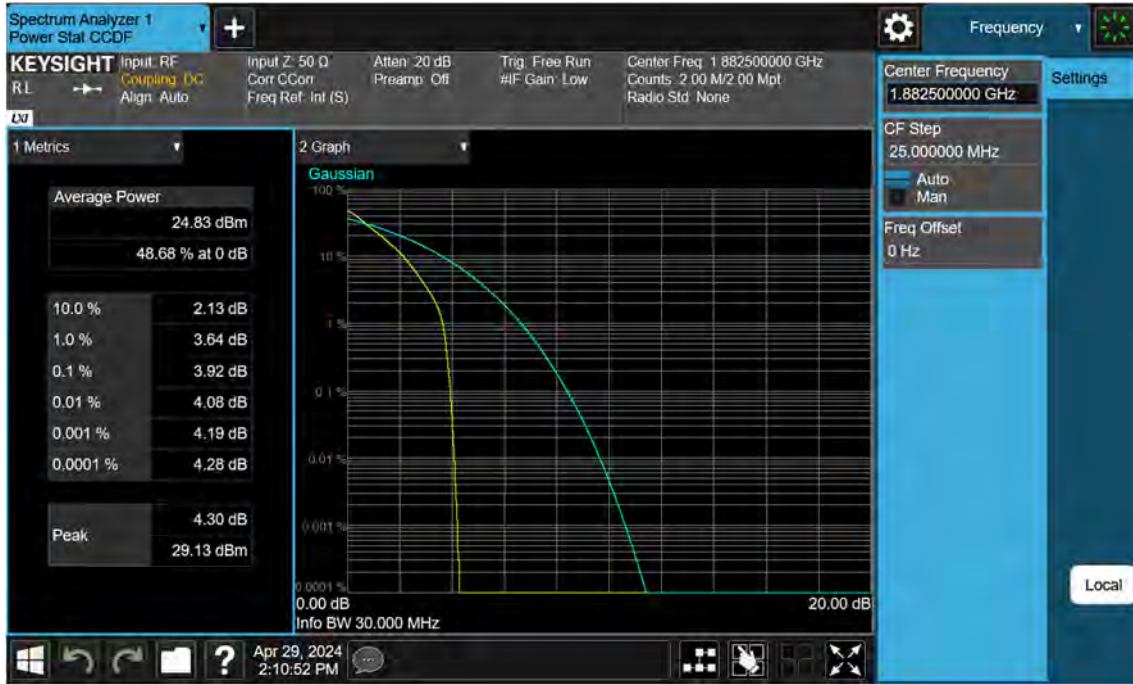 Spectrum Analyzer 1
Power Stat CCDF
Frequency
KEYSIGHT
RL
LXI
Input: RF
Coupling: DC
Align: Auto
Input Z: 50 Ω
Corr CCorr
Freq Ref: Int (S)
Atten: 20 dB
Preamp: Off
Trig: Free Run
#IF Gain: Low
Center Freq: 1.882500000 GHz
Counts: 2.00 M/2.00 Mpt
Radio Std: None
Center Frequency
1.882500000 GHz
Settings
CF Step
25.000000 MHz
Auto
Man
Freq Offset
0 Hz
Local
1 Metrics
Average Power
24.83 dBm
48.68 % at 0 dB
10.0 % 2.13 dB
1.0 % 3.64 dB
0.1 % 3.92 dB
0.01 % 4.08 dB
0.001 % 4.19 dB
0.0001 % 4.28 dB
Peak
4.30 dB
29.13 dBm
2 Graph
Gaussian
100 %
10 %
1 %
0.1 %
0.01 %
0.001 %
0.0001 %
0.00 dB 20.00 dB
Info BW 30.000 MHz
? Apr 29, 2024
2:10:52 PM